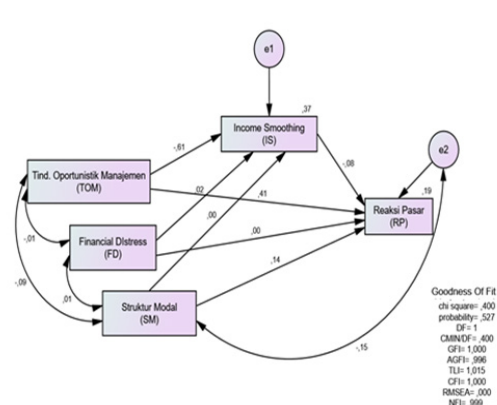 e1
,37
Income Smoothing
(IS)
-,61
-,08
e2
Tind. Oportunistik Manajemen
(TOM)
,02
,41
,19
Reaksi Pasar
(RP)
,00
-,01
Financial DIstress
(FD)
,00
,14
-,09
,01
Struktur Modal
(SM)
-,15
Goodness Of Fit
chi square= ,400
probability= ,527
DF= 1
CMIN/DF= ,400
GFI= 1,000
AGFI= ,996
TLI= 1,015
CFI= 1,000
RMSEA= ,000
NFI= ,999